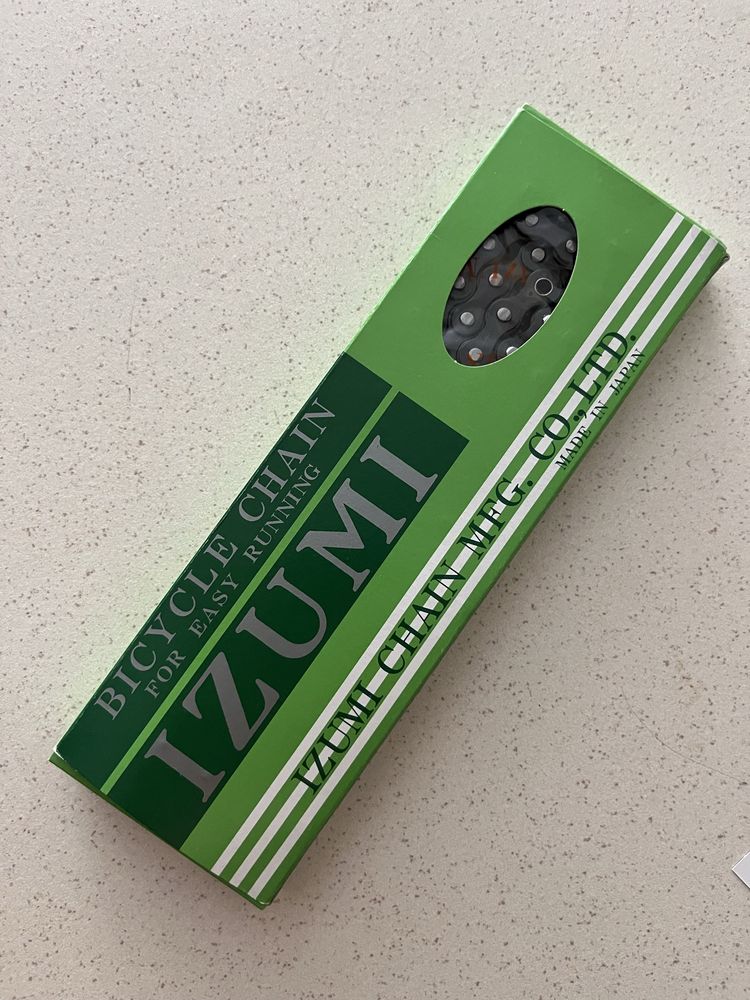 BICYCLE CHAIN
FOR EASY RUNNING
IZUMI
IZUMI CHAIN MFG. CO., LTD.
MADE IN JAPAN